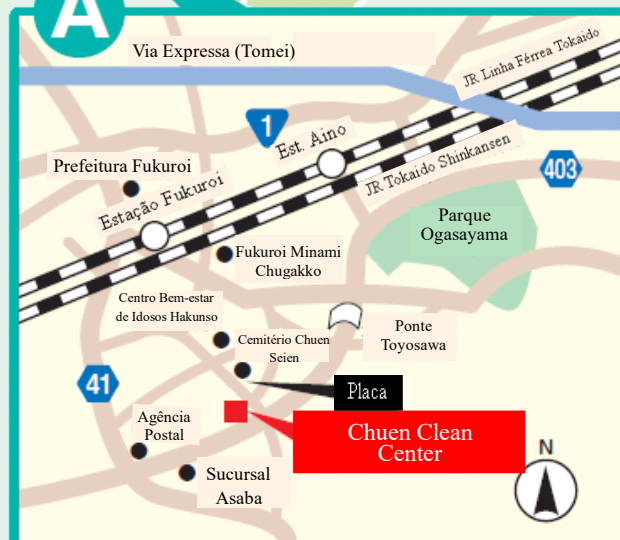 A
Via Expressa (Tomei)
JR Linha Férrea Tokaido
1
Est. Aino
JR Tokaido Shinkansen
403
Prefeitura Fukuroi
Estação Fukuroi
Parque
Ogasayama
Fukuroi Minami
Chugakko
Centro Bem-estar
de Idosos Hakunso
Cemitério Chuen
Seien
Ponte
Toyosawa
41
Placa
Agência
Postal
Chuen Clean
Center
Sucursal
Asaba
N